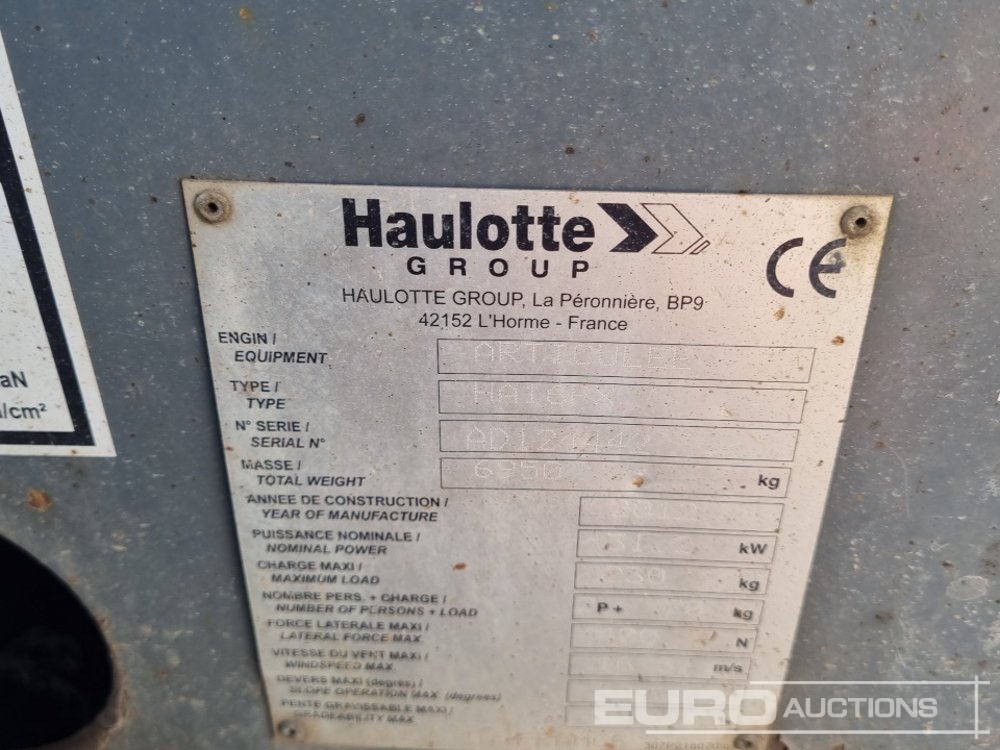 aN
/cm²
Haulotte
GROUP
CE
HAULOTTE GROUP, La Péronnière, BP9
42152 L'Horme - France
ENGIN /
EQUIPMENT
ARTICULEE
TYPE /
TYPE
HA16PX
N° SERIE /
SERIAL N°
AD124442
MASSE /
TOTAL WEIGHT
6950 kg
ANNEE DE CONSTRUCTION /
YEAR OF MANUFACTURE
PUISSANCE NOMINALE /
NOMINAL POWER
kW
CHARGE MAXI /
MAXIMUM LOAD
230 kg
NOMBRE PERS. + CHARGE /
NUMBER OF PERSONS + LOAD
P + kg
FORCE LATERALE MAXI /
LATERAL FORCE MAX.
N
VITESSE DU VENT MAXI /
WINDSPEED MAX.
m/s
DEVERS MAXI (degrés) /
SLOPE OPERATION MAX. (degrees)
PENTE GRAVISSABLE MAXI /
GRADEABILITY MAX
EURO AUCTIONS